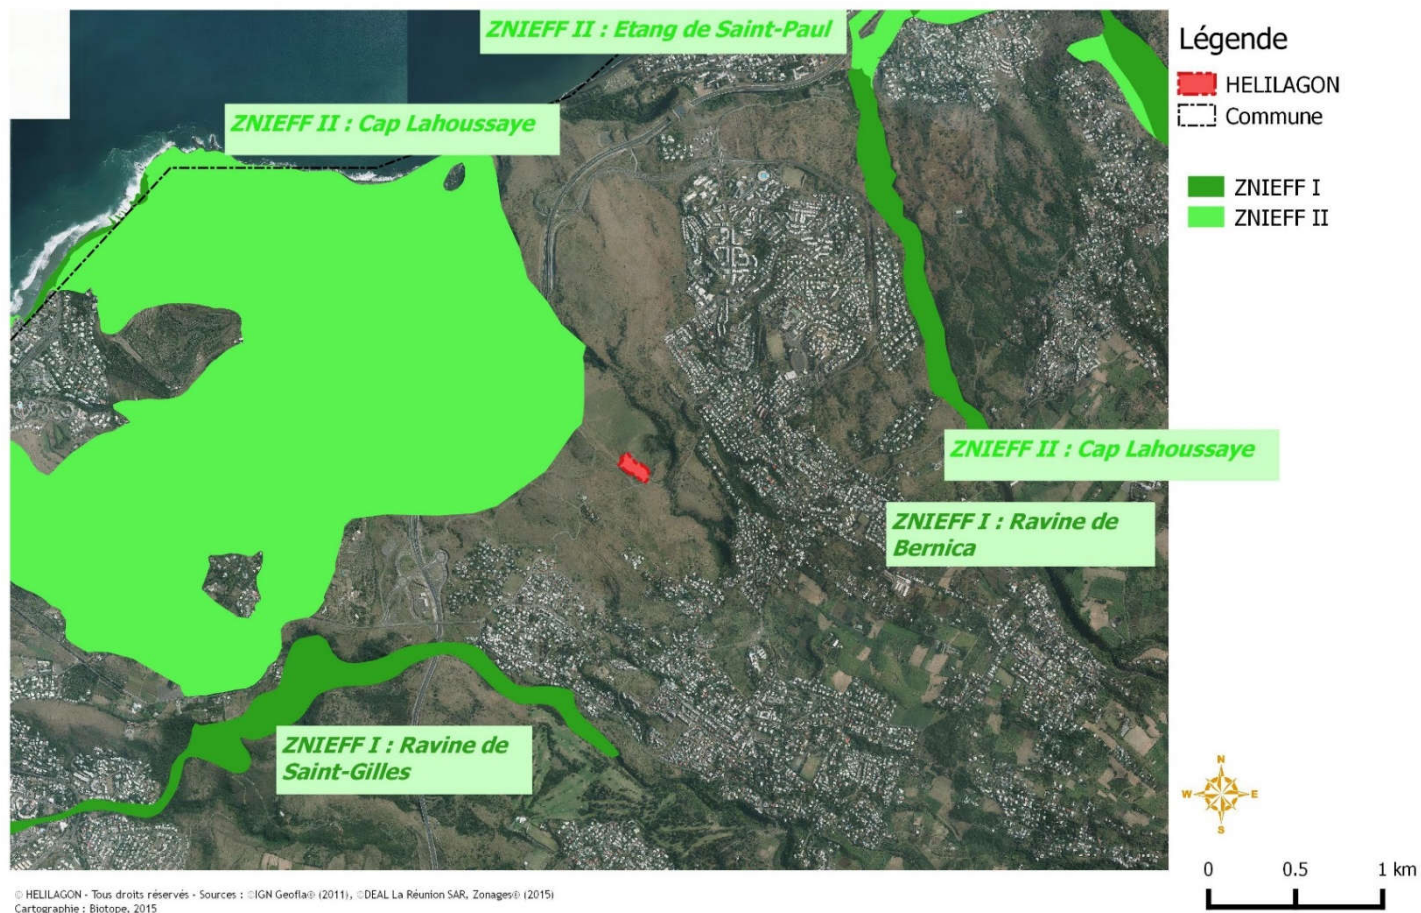 ZNIEFF II : Etang de Saint-Paul
ZNIEFF II : Cap Lahoussaye
Légende
HELILAGON
Commune
ZNIEFF I
ZNIEFF II
ZNIEFF II : Cap Lahoussaye
ZNIEFF I : Ravine de
Bernica
ZNIEFF I : Ravine de
Saint-Gilles
N
W
E
S
0
0.5
1 km
© HELILAGON - Tous droits réservés - Sources : ©IGN Geofla® (2011), ©DEAL La Réunion SAR, Zonages® (2015)
Cartographie : Biotope, 2015